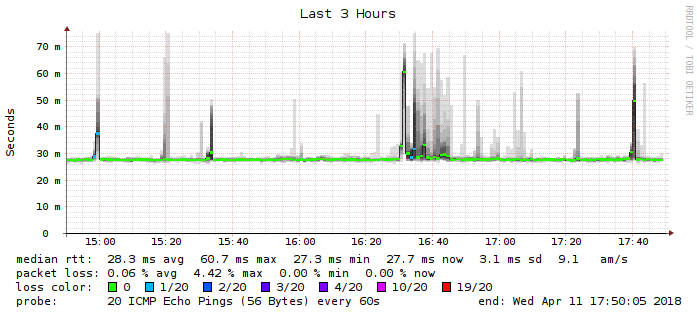 Last 3 Hours
RRDTOOL / TOBI OETIKER
Seconds
70 m
60 m
50 m
40 m
30 m
20 m
10 m
0
15:00 15:20 15:40 16:00 16:20 16:40 17:00 17:20 17:40
median rtt: 28.3 ms avg 60.7 ms max 27.3 ms min 27.7 ms now 3.1 ms sd 9.1 am/s
packet loss: 0.06 % avg 4.42 % max 0.00 % min 0.00 % now
loss color: 0 1/20 2/20 3/20 4/20 10/20 19/20
probe: 20 ICMP Echo Pings (56 Bytes) every 60s end: Wed Apr 11 17:50:05 2018